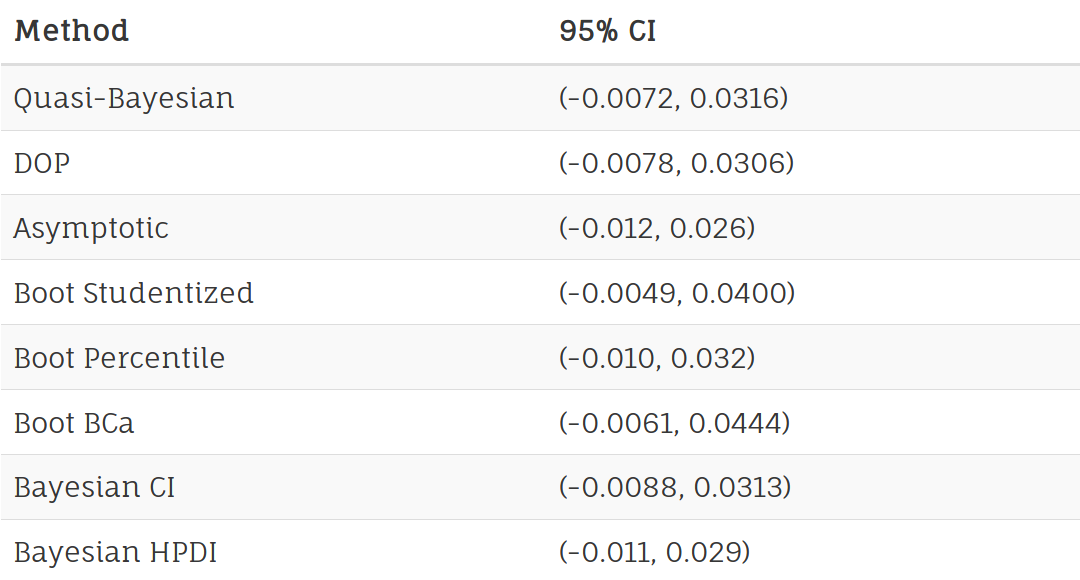 Method 95% CI
Quasi-Bayesian (-0.0072, 0.0316)
DOP (-0.0078, 0.0306)
Asymptotic (-0.012, 0.026)
Boot Studentized (-0.0049, 0.0400)
Boot Percentile (-0.010, 0.032)
Boot BCa (-0.0061, 0.0444)
Bayesian CI (-0.0088, 0.0313)
Bayesian HPDI (-0.011, 0.029)